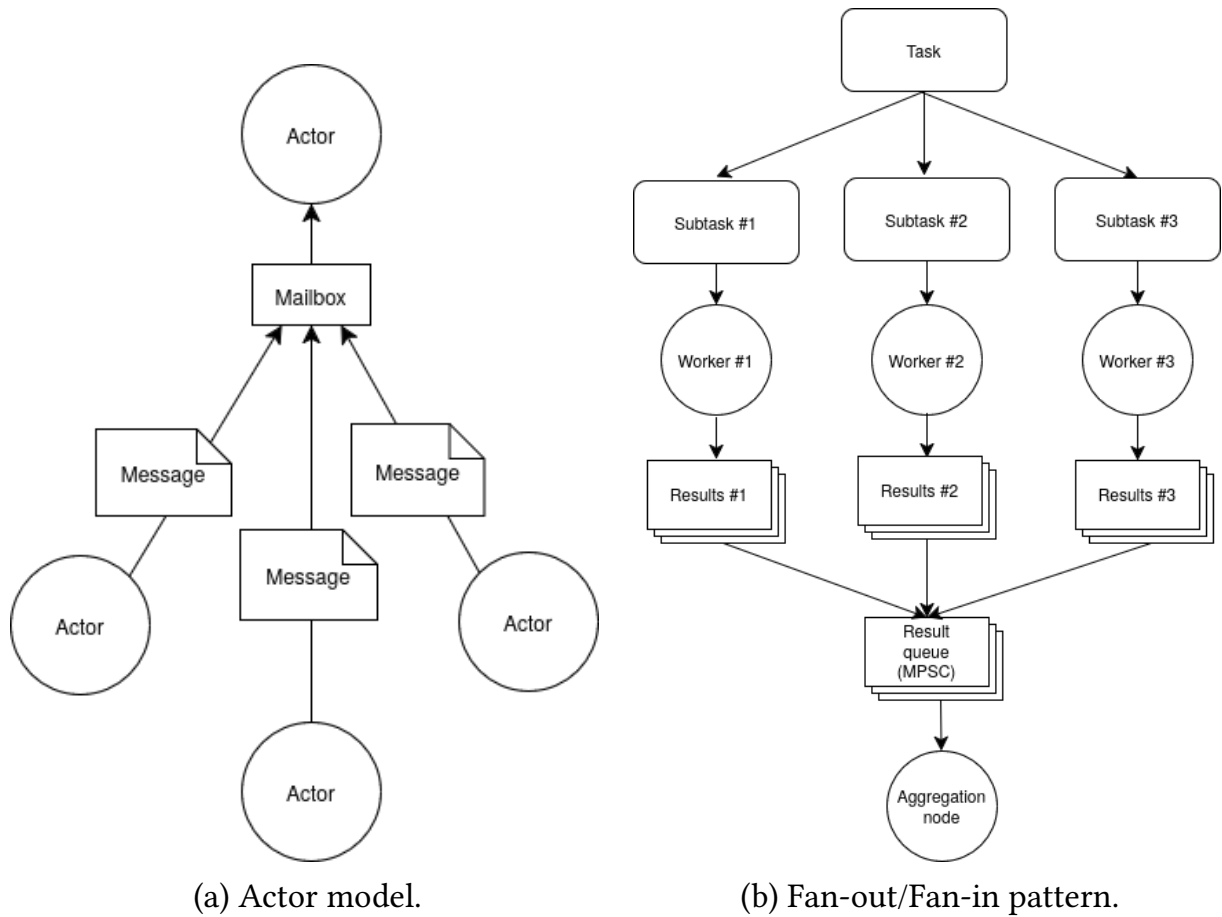 Actor
Mailbox
Message
Message
Message
Actor
Actor
Actor
(a) Actor model.
Task
Subtask #1
Subtask #2
Subtask #3
Worker #1
Worker #2
Worker #3
Results #1
Results #2
Results #3
Result
queue
(MPSC)
Aggregation
node
(b) Fan-out/Fan-in pattern.